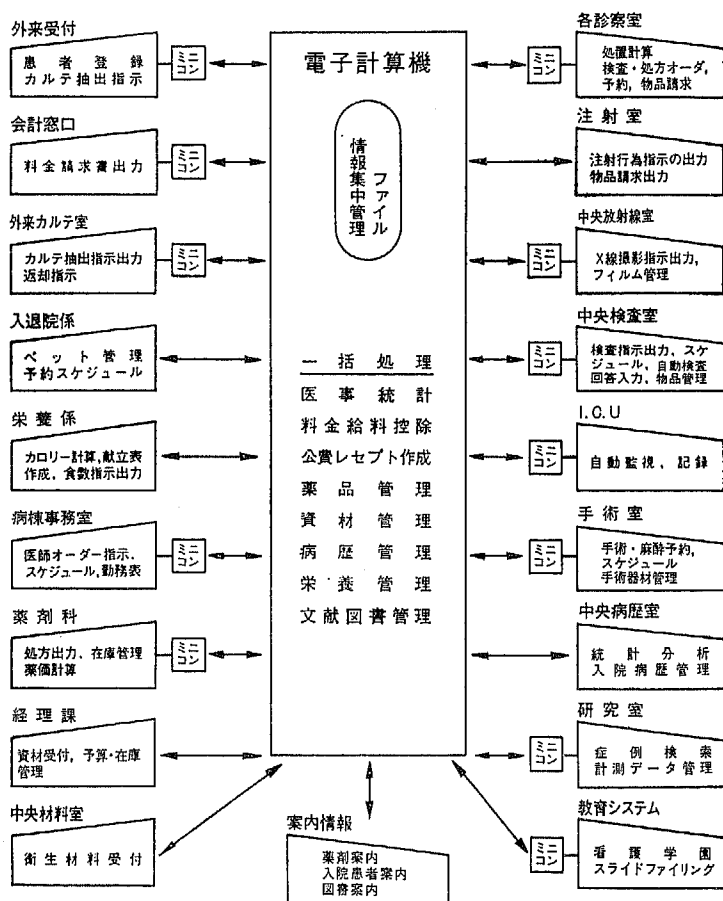 外来受付
患者登録
カルテ抽出指示
ミニコン
会計窓口
料金請求書出力
ミニコン
外来カルテ室
カルテ抽出指示出力
返却指示
ミニコン
入退院係
ベット管理
予約スケジュール
栄養係
カロリー計算,献立表
作成、食数指示出力
病棟事務室
医師オーダー指示、
スケジュール,勤務表
ミニコン
薬剤科
処方出力、在庫管理
薬価計算
ミニコン
経理課
資材受付,予算・在庫
管理
中央材料室
衛生材料受付
電子計算機
ファイル
情報集中管理
一括処理
医事統計
料金給料控除
公費レセプト作成
薬品管理
資材管理
病歴管理
栄養管理
文献図書管理
案内情報
薬剤案内
入院患者案内
図書案内
各診察室
処置計算
検査・処方オーダ,
予約,物品請求
ミニコン
注射室
注射行為指示の出力
物品請求出力
中央放射線室
X線撮影指示出力,
フィルム管理
ミニコン
中央検査室
検査指示出力、スケ
ジュール、自動検査
回答入力、物品管理
ミニコン
I.C.U
自動監視、記録
ミニコン
手術室
手術・麻酔予約,
スケジュール
手術器材管理
ミニコン
中央病歴室
統計分析
入院病歴管理
研究室
症例検索
計測データ管理
ミニコン
教育システム
看護学園
スライドファイリング
ミニコン